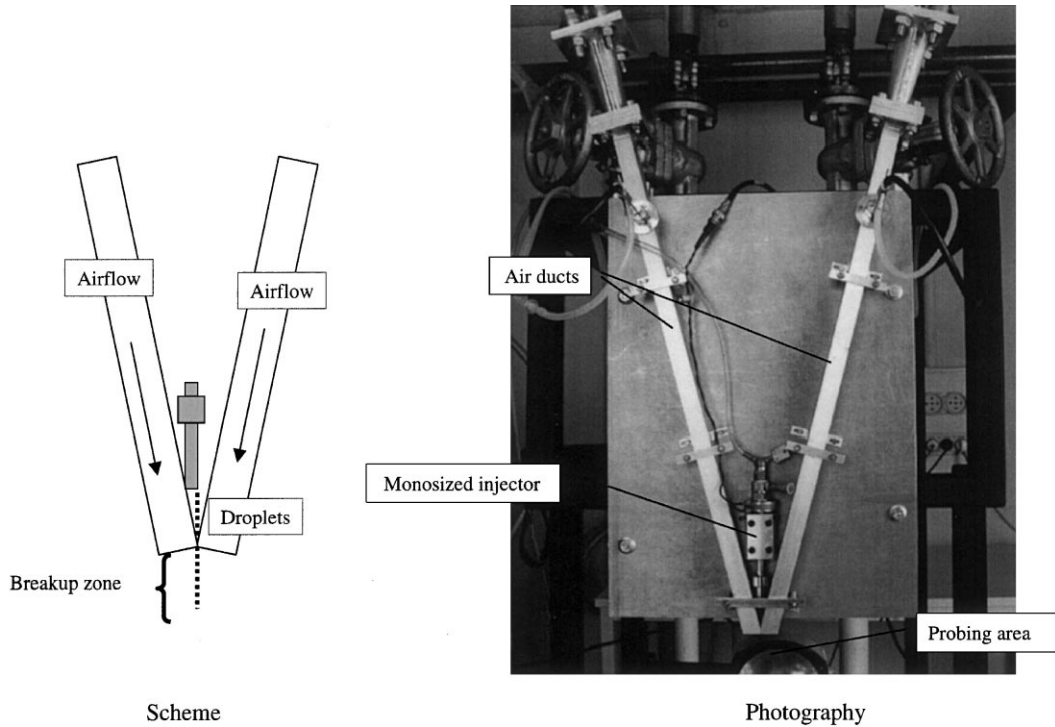 Airflow
Airflow
Droplets
Breakup zone
Scheme
Air ducts
Monosized injector
Probing area
Photography